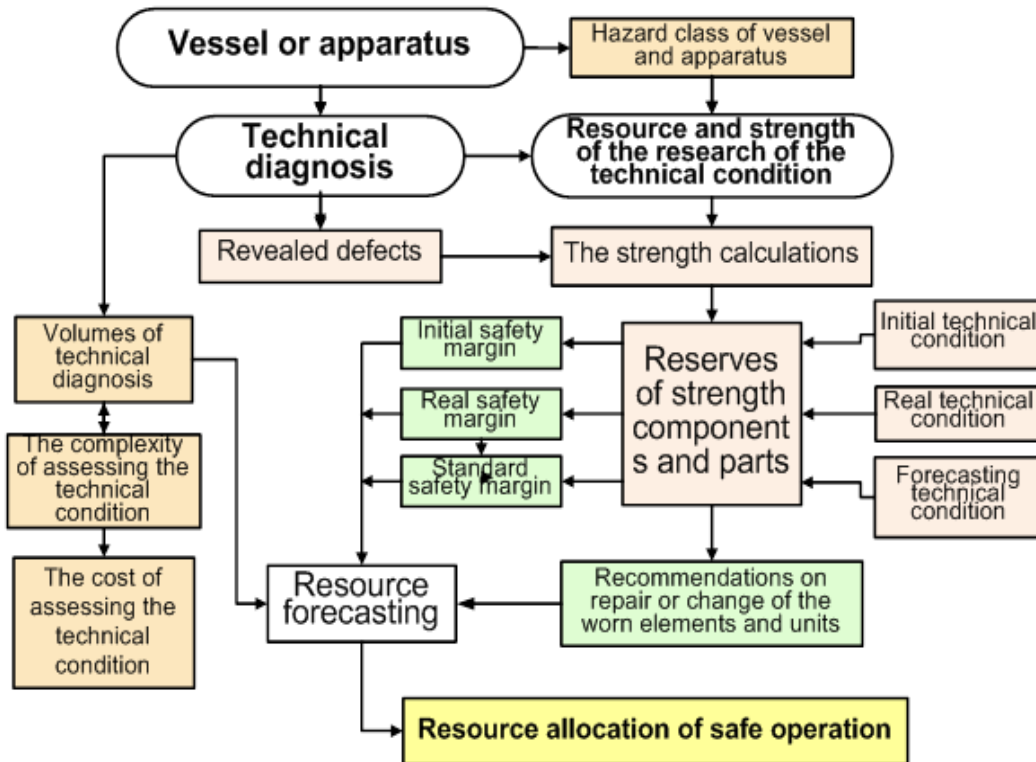 Vessel or apparatus
Hazard class of vessel
and apparatus
Technical
diagnosis
Resource and strength
of the research of the
technical condition
Revealed defects
The strength calculations
Volumes of
technical
diagnosis
Initial safety
margin
Reserves
of strength
component
s and parts
Initial technical
condition
Real safety
margin
Real technical
condition
The complexity
of assessing the
technical
condition
Standard
safety margin
Forecasting
technical
condition
The cost of
assessing the
technical
condition
Resource
forecasting
Recommendations on
repair or change of the
worn elements and units
Resource allocation of safe operation